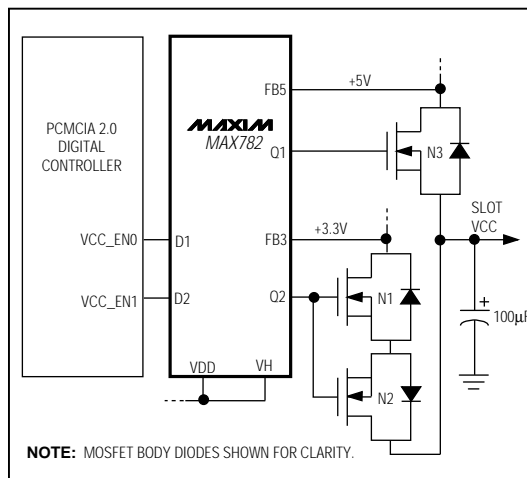 PCMCIA 2.0
DIGITAL
CONTROLLER
VCC_EN0
VCC_EN1
MAXIM
MAX782
FB5
Q1
D1
FB3
D2
Q2
VDD
VH
+5V
N3
SLOT
VCC
+3.3V
N1
+
100µF
N2
NOTE: MOSFET BODY DIODES SHOWN FOR CLARITY.